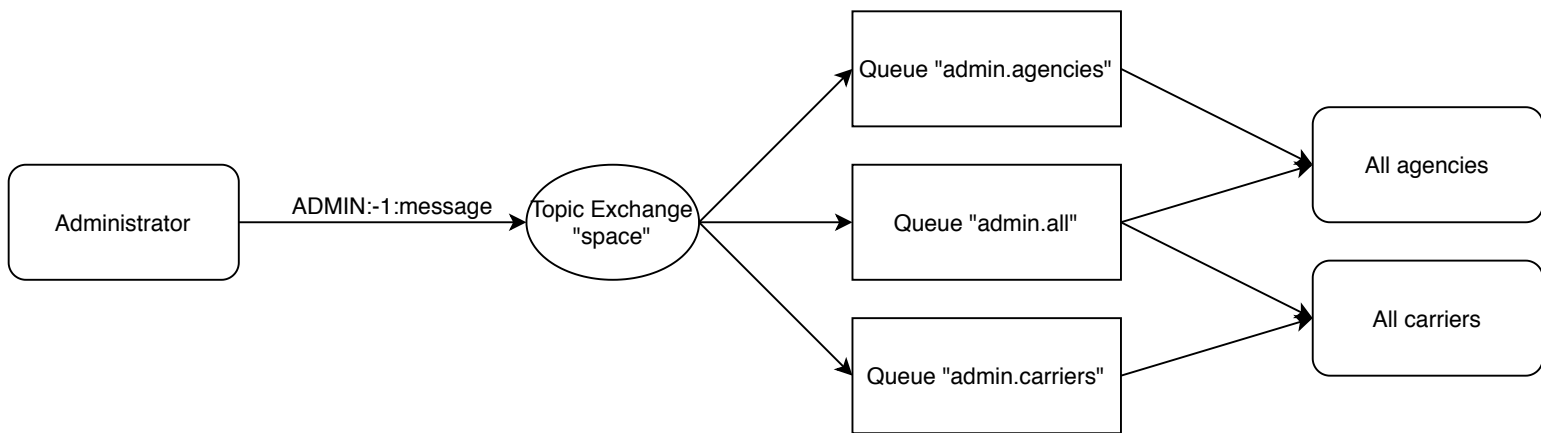 Administrator
ADMIN:-1:message
Topic Exchange
"space"
Queue "admin.agencies"
Queue "admin.all"
Queue "admin.carriers"
All agencies
All carriers